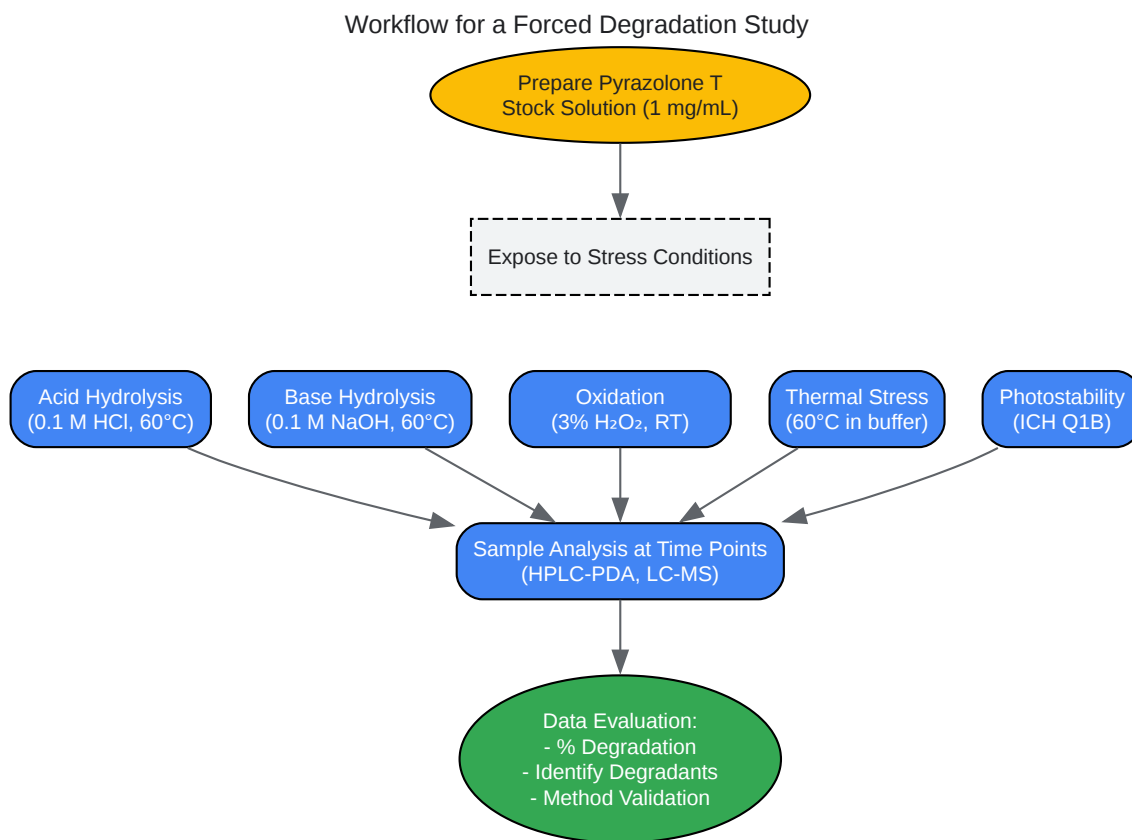 Workflow for a Forced Degradation Study
Prepare Pyrazolone T
Stock Solution (1 mg/mL)
Expose to Stress Conditions
Acid Hydrolysis
(0.1 M HCl, 60°C)
Base Hydrolysis
(0.1 M NaOH, 60°C)
Oxidation
(3% H₂O₂, RT)
Thermal Stress
(60°C in buffer)
Photostability
(ICH Q1B)
Sample Analysis at Time Points
(HPLC-PDA, LC-MS)
Data Evaluation:
- % Degradation
- Identify Degradants
- Method Validation